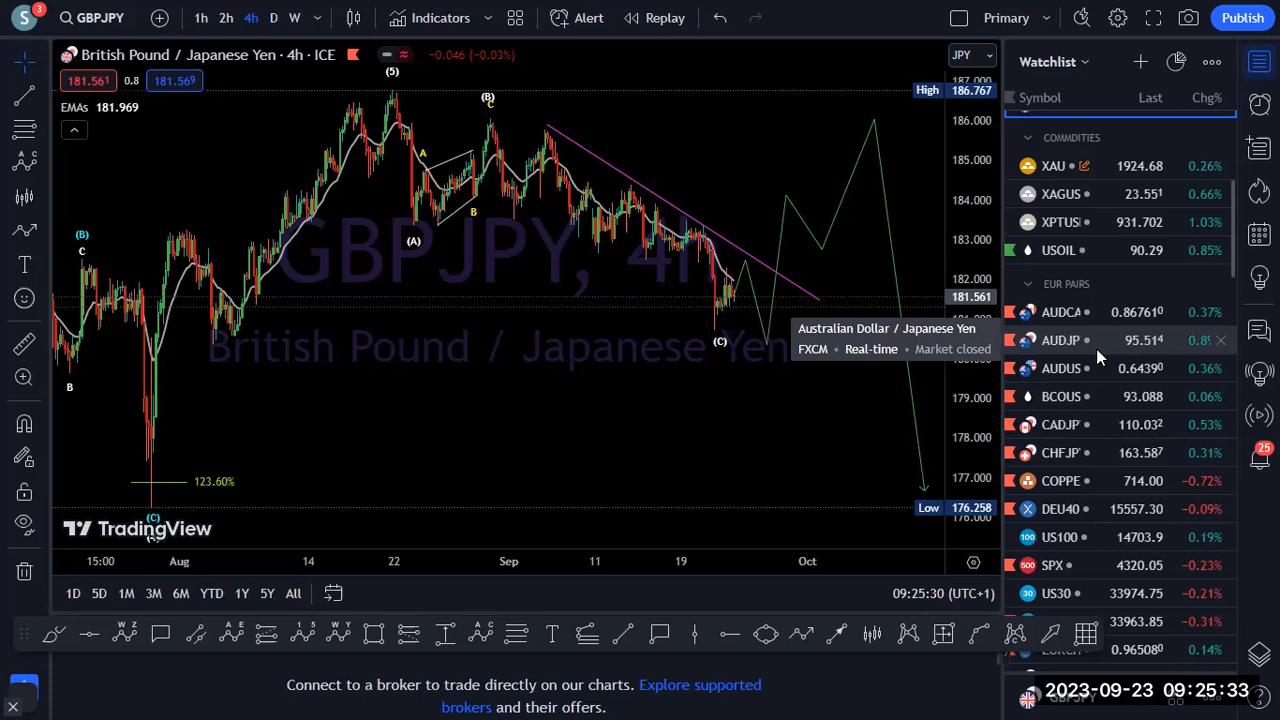 S
3
GBPJPY
1h 2h 4h D W
Indicators
Alert
Replay
Primary
Publish
British Pound / Japanese Yen · 4h · ICE
-0.046 (-0.03%)
JPY
181.561
0.8
181.569
EMAs 181.969
Watchlist
Symbol Last Chg%
COMMDITIES
XAU 1924.68 0.26%
XAGUS 23.551 0.66%
XPTUS 931.702 1.03%
USOIL 90.29 0.85%
EUR PAIRS
AUDCA 0.867610 0.37%
AUDJP 95.514
AUDUS 0.64390 0.36%
BCOUS 93.088 0.06%
CADJP 110.032 0.53%
CHFJP 163.587 0.31%
COPPE 714.00 -0.72%
DEU40 15557.30 -0.09%
US100 14703.9 0.19%
SPX 4320.05 -0.23%
US30 33974.75 -0.21%
33963.85 -0.31%
0.96508 0.14%
Australian Dollar / Japanese Yen
FXCM • Real-time • Market closed
(5)
(B)
C
A
B
(A)
(C)
(B)
C
B
(C)
123.60%
GBPJPY, 4h
British Pound / Japanese Yen
High 186.767
187.000
186.000
185.000
184.000
183.000
182.000
181.561
179.000
178.000
177.000
Low 176.258
176.000
TradingView
15:00 Aug 14 22 Sep 11 19 Oct
1D 5D 1M 3M 6M YTD 1Y 5Y All
09:25:30 (UTC+1)
Connect to a broker to trade directly on our charts. Explore supported
brokers and their offers.
25
2023-09-23 09:25:33